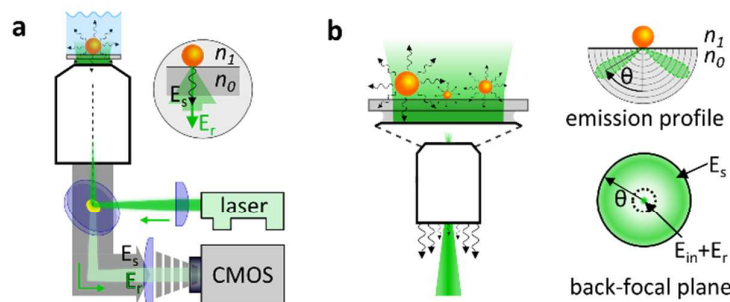 a
n1
n0
Es
Er
laser
Es
Er
CMOS
b
n1
n0
θ
emission profile
Es
θ
Ein+Er
back-focal plane